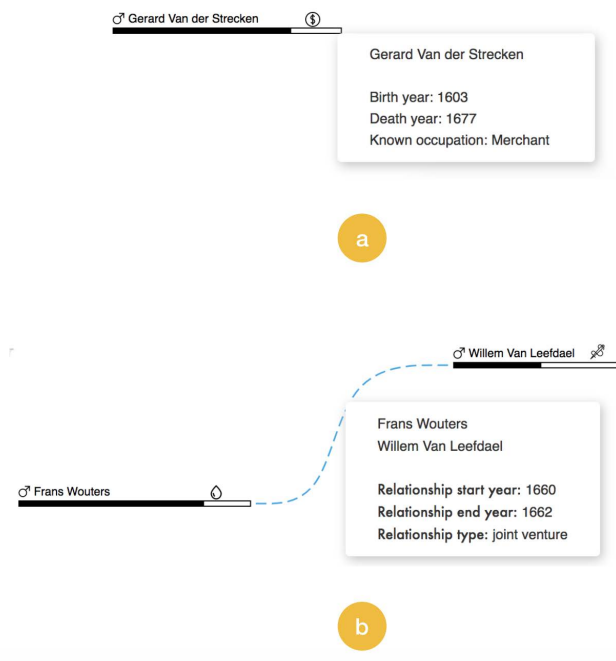 ♂ Gerard Van der Strecken
$
Gerard Van der Strecken
Birth year: 1603
Death year: 1677
Known occupation: Merchant
a
♂ Willem Van Leefdael
Frans Wouters
Willem Van Leefdael
Relationship start year: 1660
Relationship end year: 1662
Relationship type: joint venture
♂ Frans Wouters
b